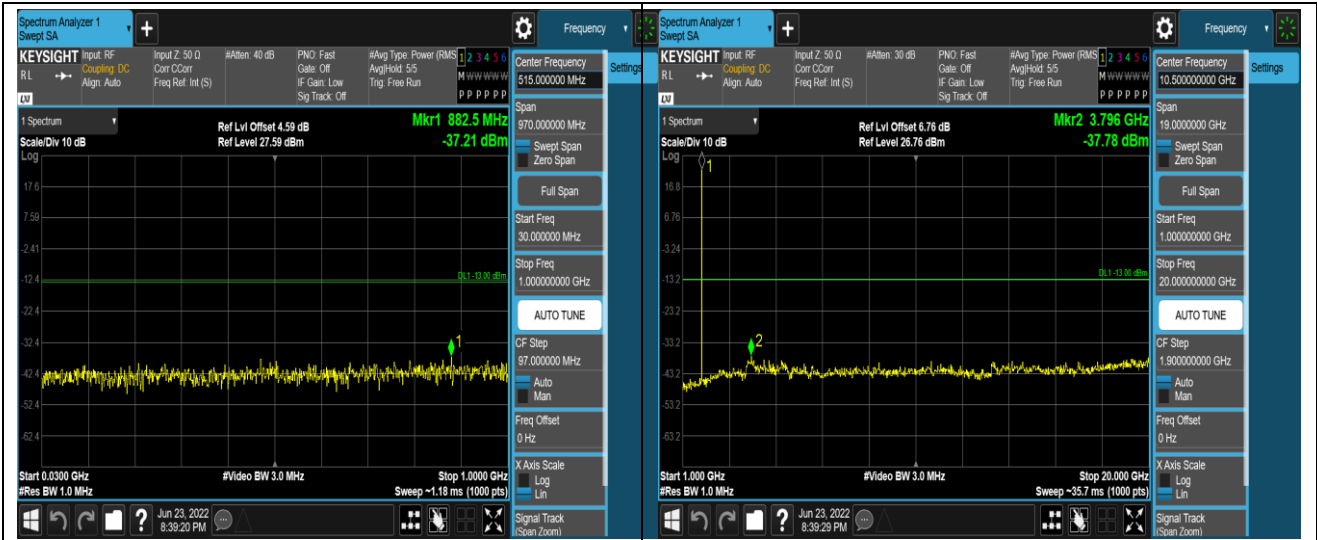 Spectrum Analyzer 1
Swept SA
+
Frequency
KEYSIGHT
RL
LXI
Input: RF
Coupling: DC
Align: Auto
Input Z: 50 Ω
Corr CCorr
Freq Ref: Int (S)
#Atten: 40 dB
PNO: Fast
Gate: Off
IF Gain: Low
Sig Track: Off
#Avg Type: Power (RMS
Avg|Hold: 5/5
Trig: Free Run
1 2 3 4 5 6
M W W W W W
P P P P P P
Center Frequency
515.000000 MHz
Settings
Span
970.000000 MHz
Swept Span
Zero Span
Full Span
Start Freq
30.000000 MHz
Stop Freq
1.000000000 GHz
AUTO TUNE
CF Step
97.000000 MHz
Auto
Man
Freq Offset
0 Hz
X Axis Scale
Log
Lin
Signal Track
(Span Zoom)
1 Spectrum
Scale/Div 10 dB
Log
Ref Lvl Offset 4.59 dB
Ref Level 27.59 dBm
Mkr1 882.5 MHz
-37.21 dBm
17.6
7.59
-2.41
DL1 -13.00 dBm
-12.4
-22.4
-32.4
1
-42.4
-52.4
-62.4
Start 0.0300 GHz
#Res BW 1.0 MHz
#Video BW 3.0 MHz
Stop 1.0000 GHz
Sweep ~1.18 ms (1000 pts)
?
Jun 23, 2022
8:39:20 PM
Spectrum Analyzer 1
Swept SA
+
Frequency
KEYSIGHT
RL
LXI
Input: RF
Coupling: DC
Align: Auto
Input Z: 50 Ω
Corr CCorr
Freq Ref: Int (S)
#Atten: 30 dB
PNO: Fast
Gate: Off
IF Gain: Low
Sig Track: Off
#Avg Type: Power (RMS
Avg|Hold: 5/5
Trig: Free Run
1 2 3 4 5 6
M W W W W W
P P P P P P
Center Frequency
10.500000000 GHz
Settings
Span
19.0000000 GHz
Swept Span
Zero Span
Full Span
Start Freq
1.000000000 GHz
Stop Freq
20.000000000 GHz
AUTO TUNE
CF Step
1.900000000 GHz
Auto
Man
Freq Offset
0 Hz
X Axis Scale
Log
Lin
Signal Track
(Span Zoom)
1 Spectrum
Scale/Div 10 dB
Log
Ref Lvl Offset 6.76 dB
Ref Level 26.76 dBm
Mkr2 3.796 GHz
-37.78 dBm
1
16.8
6.76
-3.24
DL1 -13.00 dBm
-13.2
-23.2
-33.2
2
-43.2
-53.2
-63.2
Start 1.000 GHz
#Res BW 1.0 MHz
#Video BW 3.0 MHz
Stop 20.000 GHz
Sweep ~35.7 ms (1000 pts)
?
Jun 23, 2022
8:39:29 PM